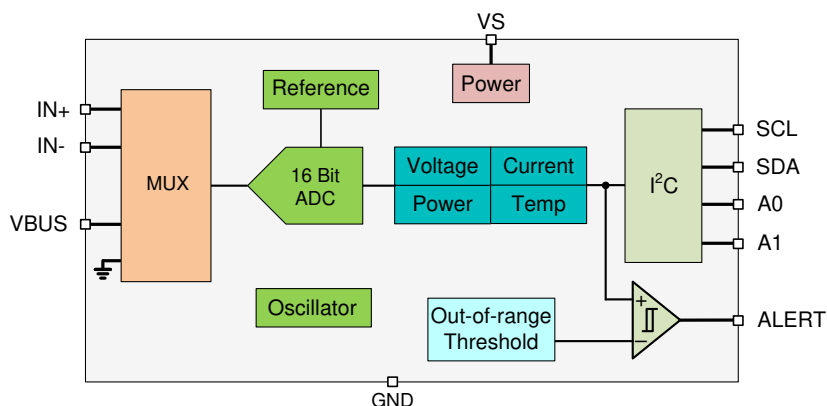 VS
Reference
Power
IN+
IN-
VBUS
MUX
16 Bit
ADC
Voltage
Current
Power
Temp
I²C
SCL
SDA
A0
A1
Oscillator
Out-of-range
Threshold
+
−
ALERT
GND